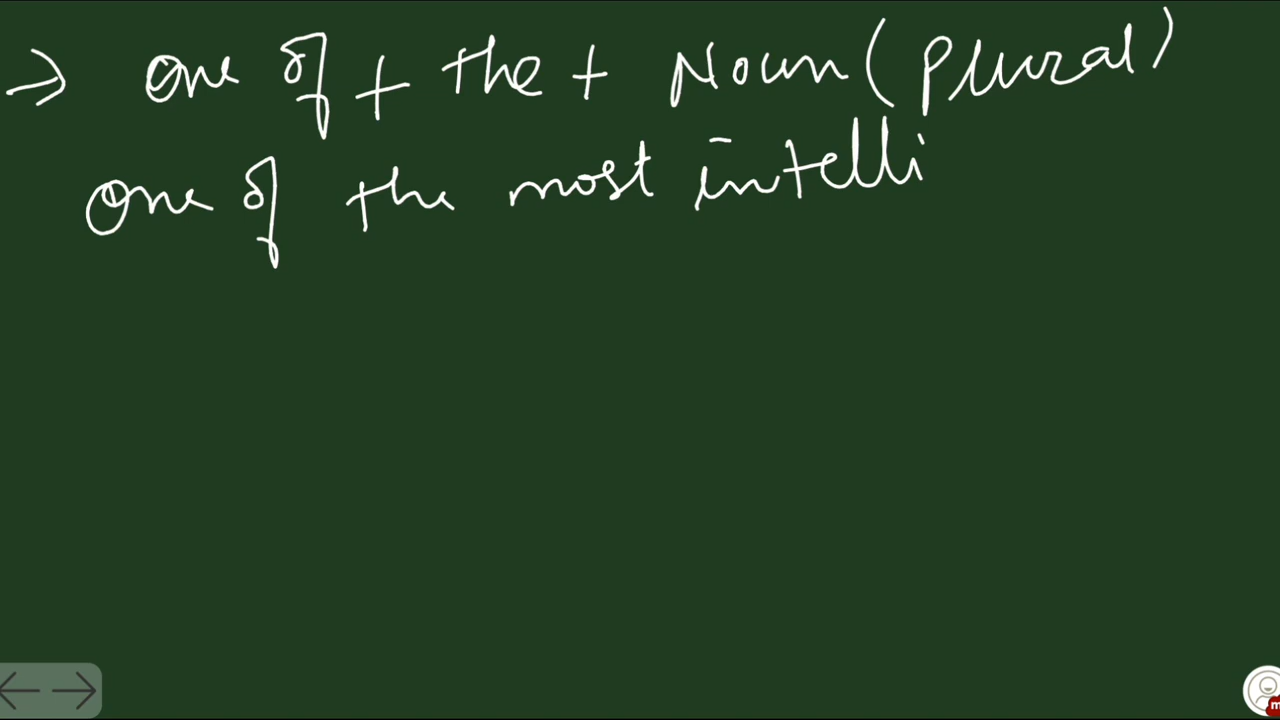 → one of + the + Noun (plural)
One of the most intelli